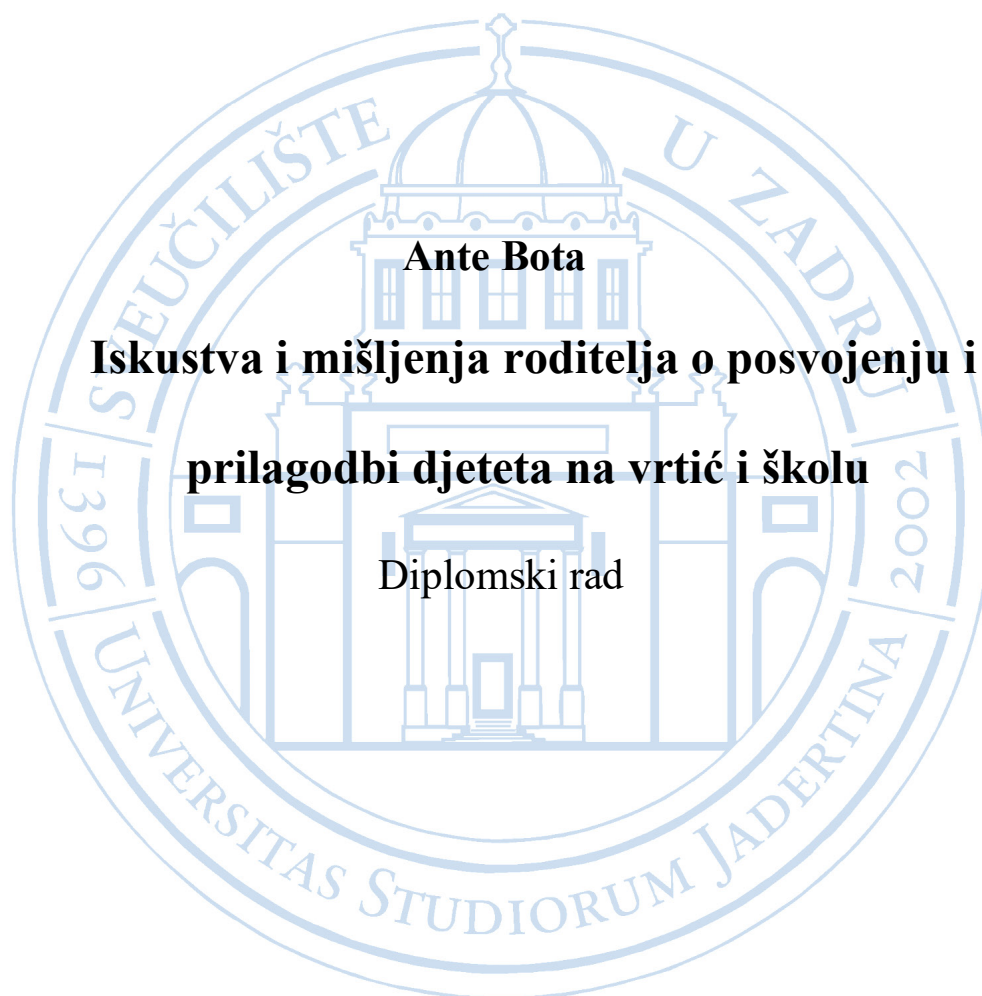 SVEUČILIŠTE U ZADRU
Ante Bota
Iskustva i mišljenja roditelja o posvojenju i
prilagodbi djeteta na vrtić i školu
Diplomski rad
1396
2002
UNIVERSITAS STUDIORUM JADERTINA